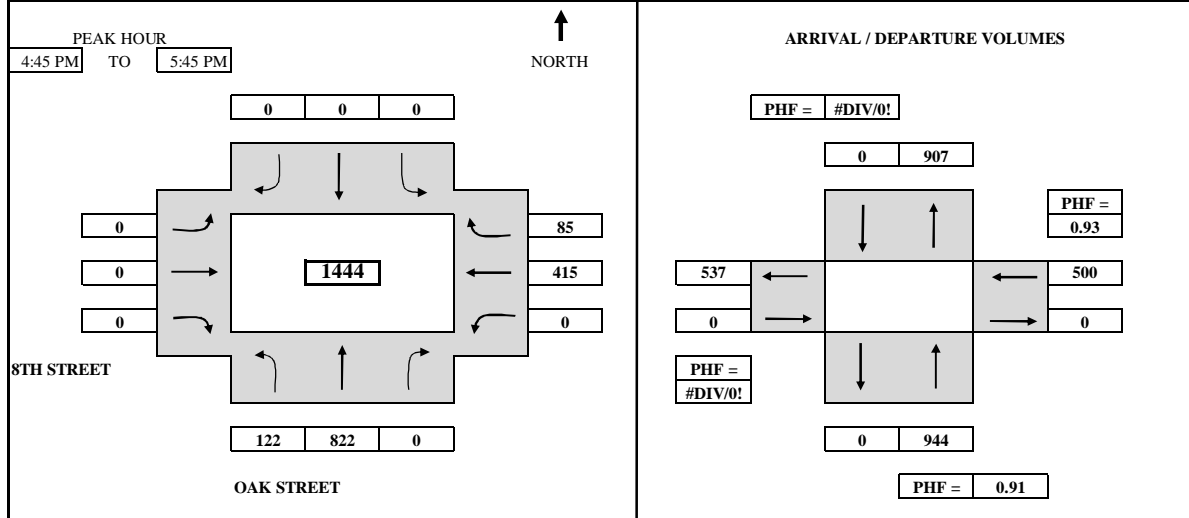 PEAK HOUR
4:45 PM TO 5:45 PM
NORTH
0 0 0
0 85
0 1444 415
0 0
8TH STREET
122 822 0
OAK STREET
ARRIVAL / DEPARTURE VOLUMES
PHF = #DIV/0!
0 907
PHF =
0.93
537 500
0 0
PHF =
#DIV/0!
0 944
PHF = 0.91